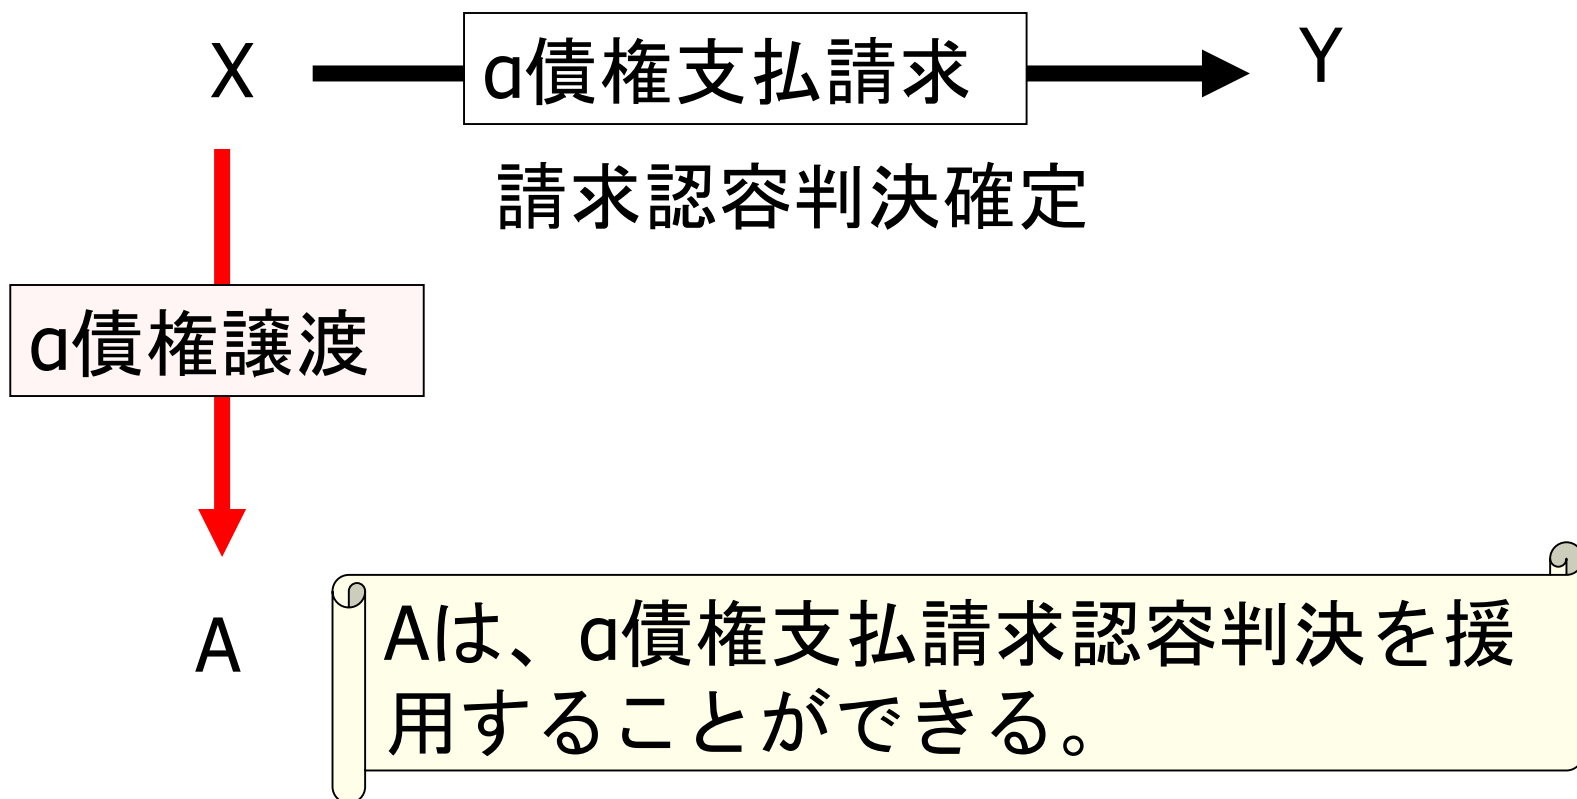 X
α債権支払請求
Y
請求認容判決確定
α債権譲渡
A
Aは、α債権支払請求認容判決を援
用することができる。